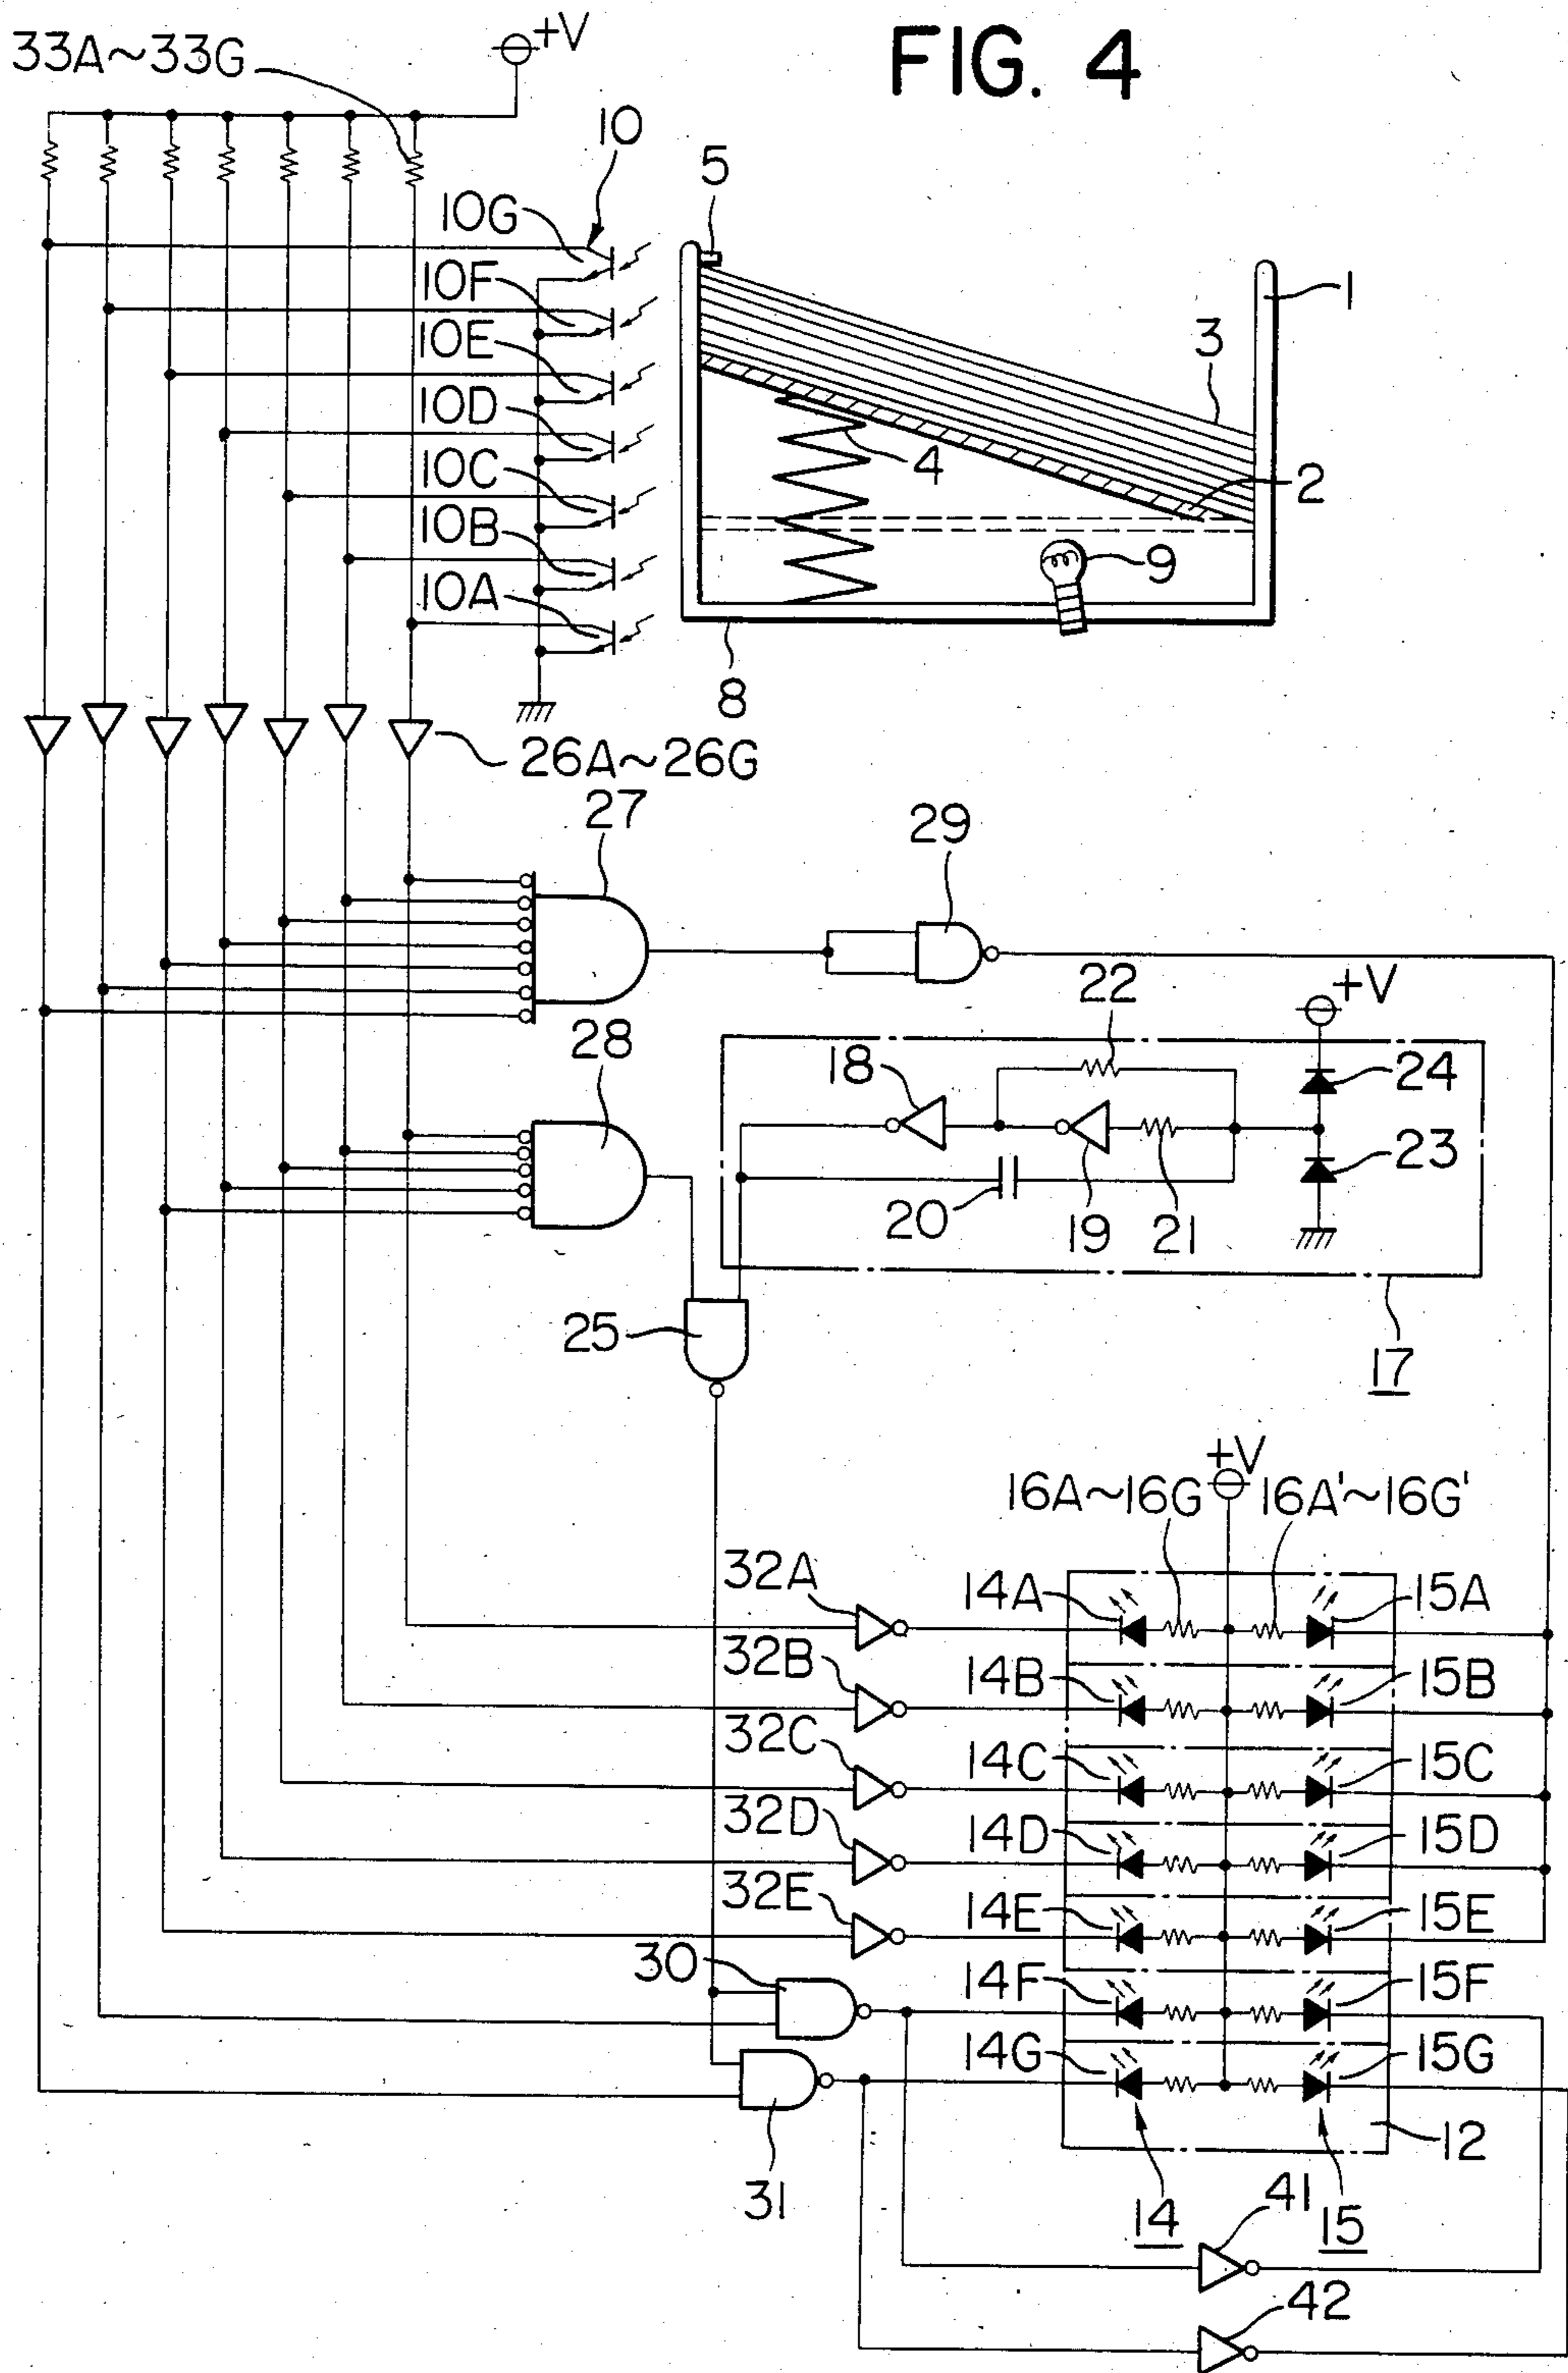 FIG. 4
33A~33G
+V
10
5
10G
10F
1
10E
3
10D
4
10C
2
10B
9
10A
8
26A~26G
27
29
+V
22
28
18
24
23
20
19
21
25
17
+V
16A~16G
16A'~16G'
32A
14A
15A
32B
14B
15B
32C
14C
15C
32D
14D
15D
32E
14E
15E
30
14F
15F
14G
15G
12
31
14
41
15
42